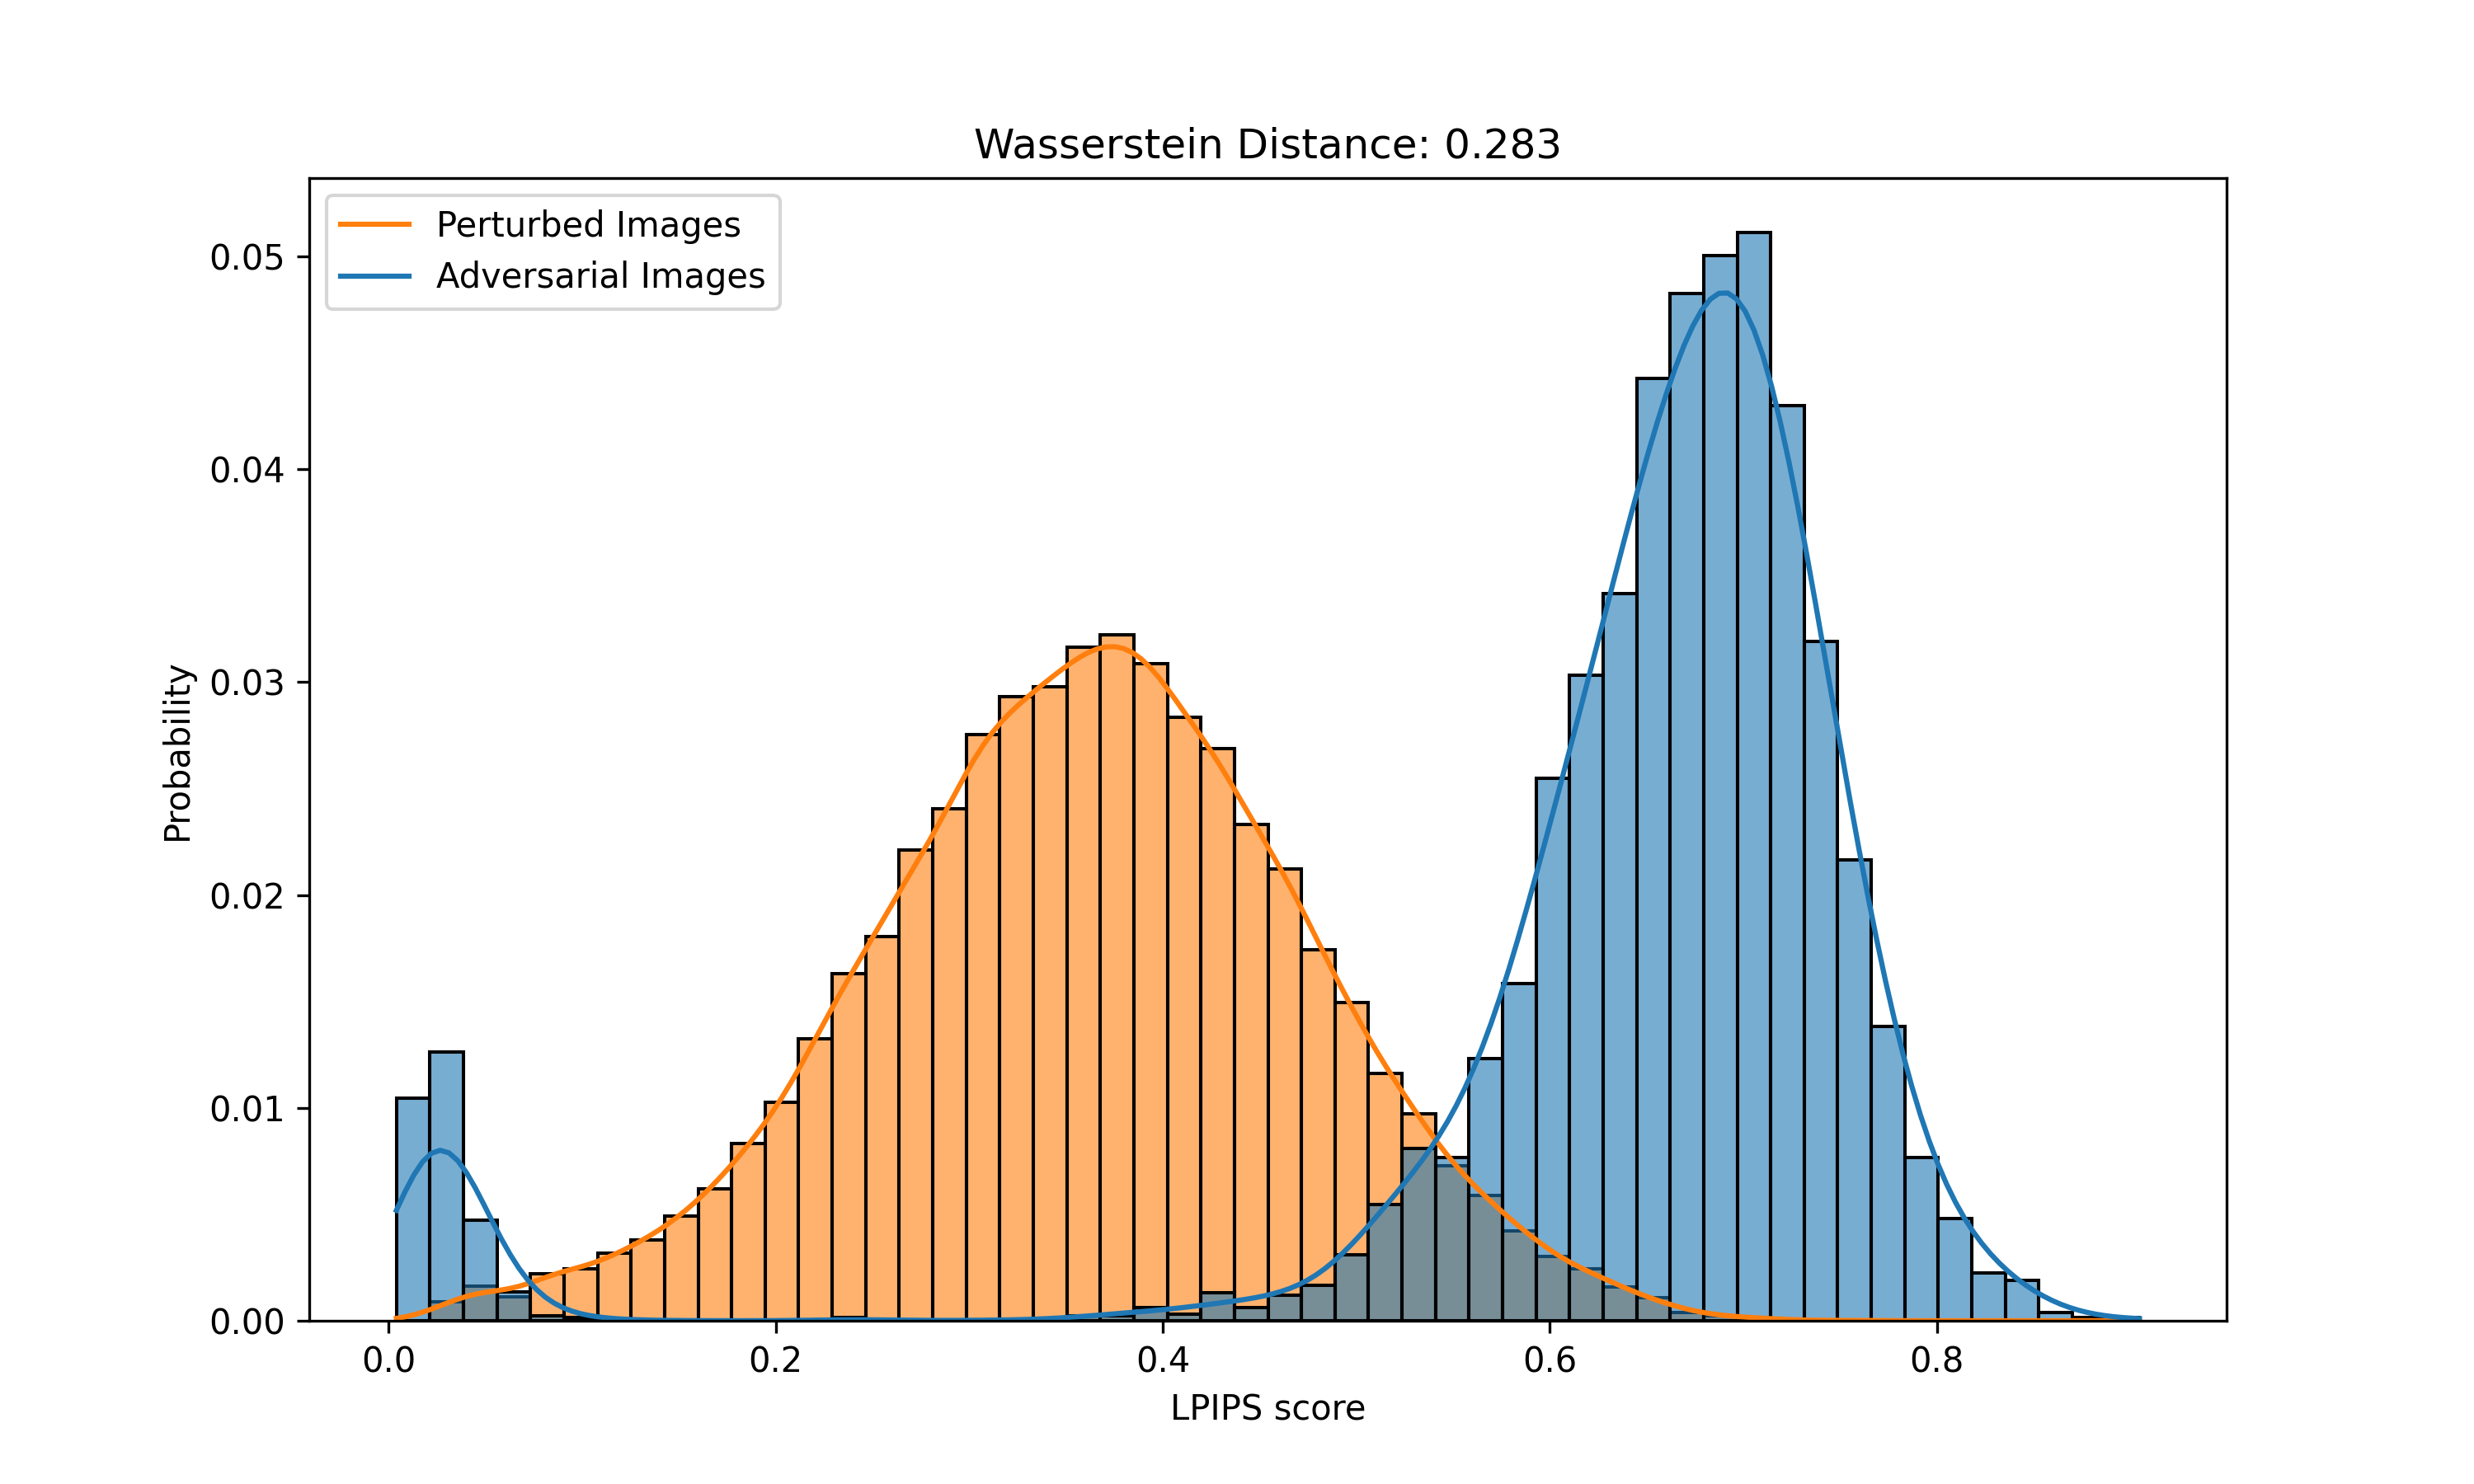 Wasserstein Distance: 0.283
Perturbed Images
Adversarial Images
0.05
0.04
0.03
0.02
0.01
0.00
Probability
0.0 0.2 0.4 0.6 0.8
LPIPS score